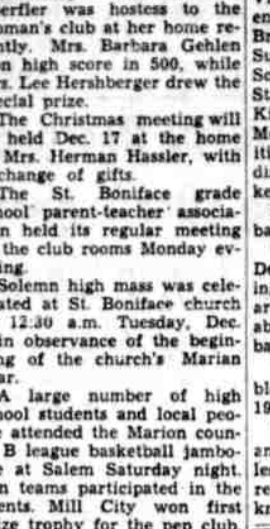 erfler was hostess to the
oman's club at her home re-
ntly. Mrs. Barbara Gehlen
n high score in 500, while
s. Lee Hershberger drew the
ecial prize.
The Christmas meeting will
held Dec. 17 at the home
Mrs. Herman Hassler, with
change of gifts.
The St. Boniface grade
hool parent-teacher associa-
n held its regular meeting
the club rooms Monday ev-
ing.
Solemn high mass was cele-
ated at St. Boniface church
12:30 a.m. Tuesday, Dec.
in observance of the begin-
ng of the church's Marian
ar.
A large number of high
hool students and local peo-
e attended the Marion coun-
B league basketball jambo-
e at Salem Saturday night.
n teams participated in the
ents. Mill City won first
ize trophy for the pen club